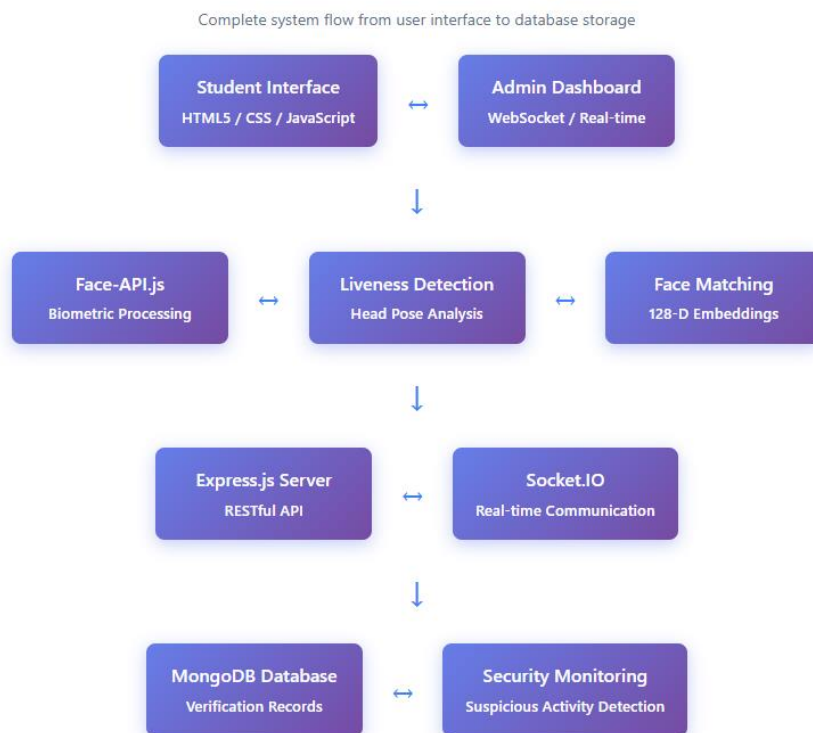 Complete system flow from user interface to database storage
Student Interface
HTML5 / CSS / JavaScript
↔
Admin Dashboard
WebSocket / Real-time
↓
Face-API.js
Biometric Processing
↔
Liveness Detection
Head Pose Analysis
↔
Face Matching
128-D Embeddings
↓
Express.js Server
RESTful API
↔
Socket.IO
Real-time Communication
↓
MongoDB Database
Verification Records
↔
Security Monitoring
Suspicious Activity Detection